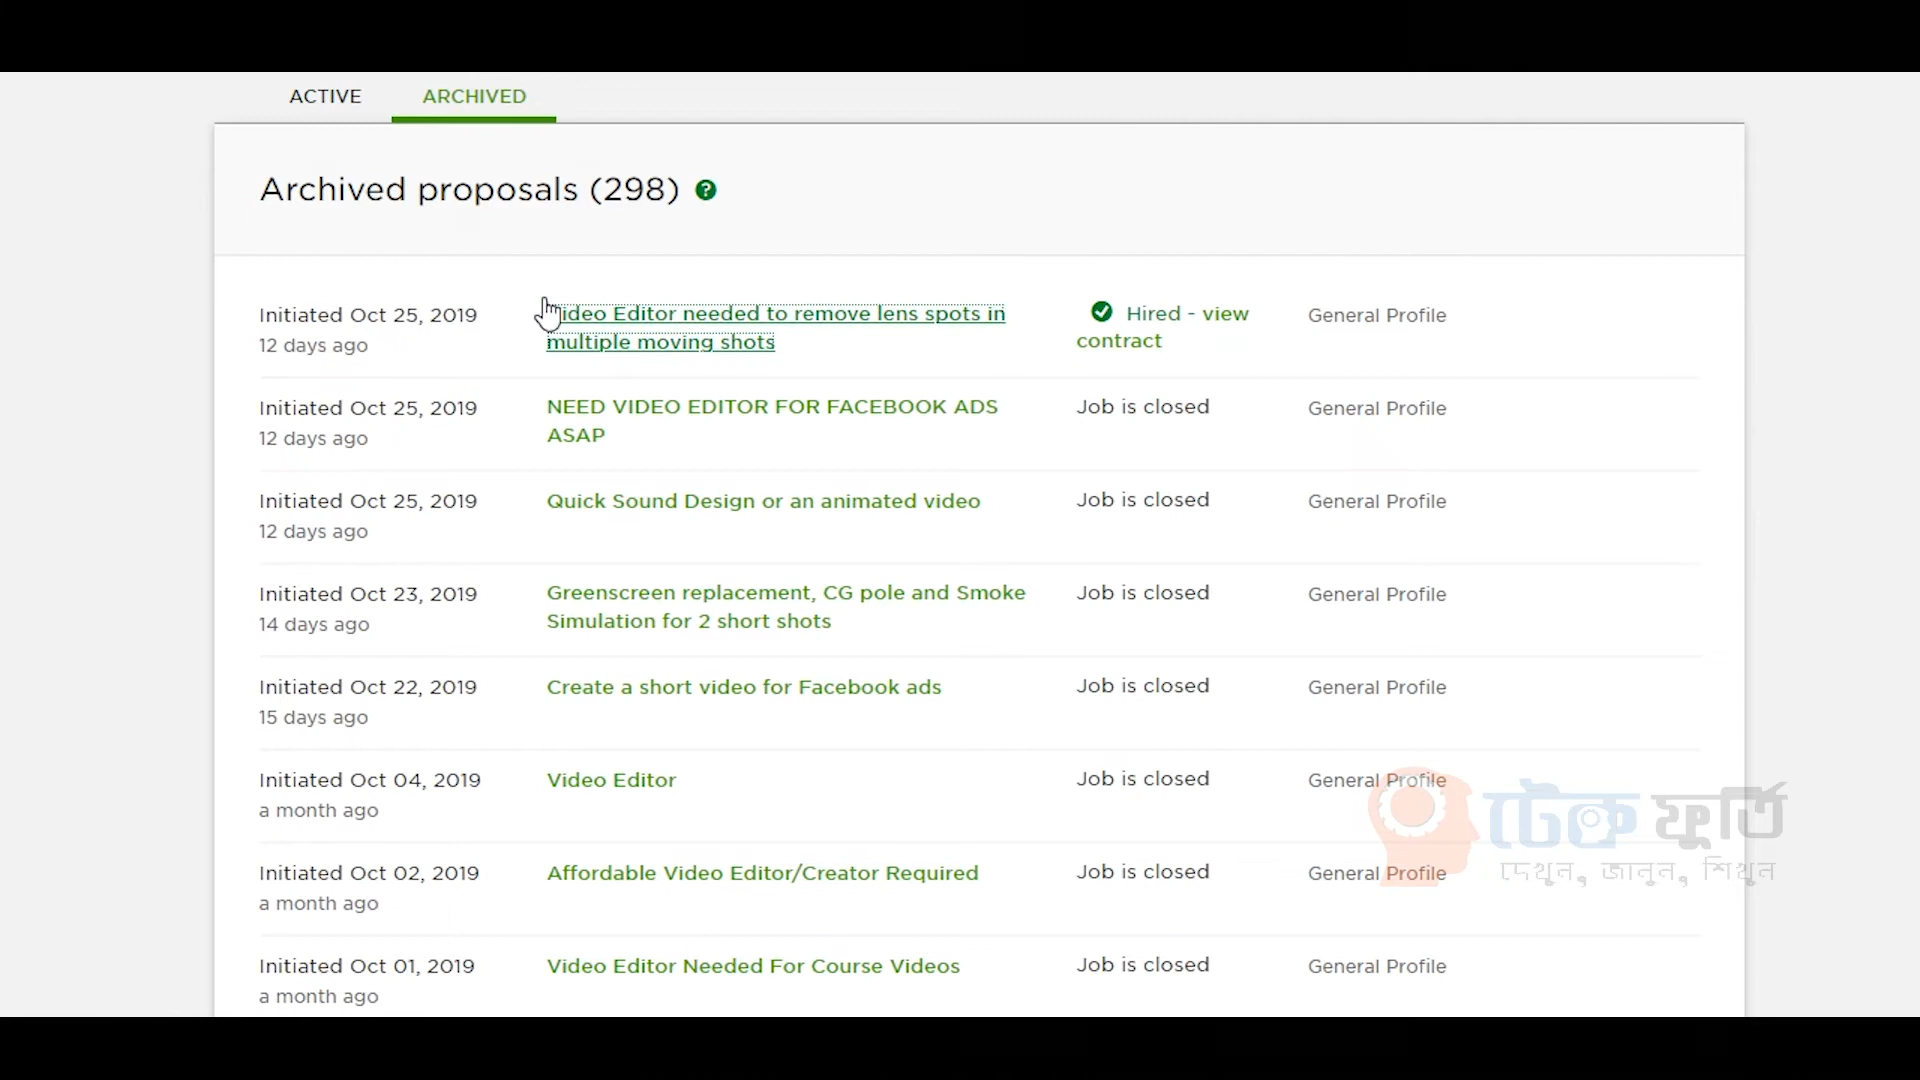 ACTIVE ARCHIVED
Archived proposals (298) ?
Initiated Oct 25, 2019 Video Editor needed to remove lens spots in Hired - view General Profile
12 days ago multiple moving shots contract
Initiated Oct 25, 2019 NEED VIDEO EDITOR FOR FACEBOOK ADS Job is closed General Profile
12 days ago ASAP
Initiated Oct 25, 2019 Quick Sound Design or an animated video Job is closed General Profile
12 days ago
Initiated Oct 23, 2019 Greenscreen replacement, CG pole and Smoke Job is closed General Profile
14 days ago Simulation for 2 short shots
Initiated Oct 22, 2019 Create a short video for Facebook ads Job is closed General Profile
15 days ago
Initiated Oct 04, 2019 Video Editor Job is closed General Profile
a month ago
টেক ফুর্তি
Initiated Oct 02, 2019 Affordable Video Editor/Creator Required Job is closed General Profile
দেখুন, জানুন, শিখুন
a month ago
Initiated Oct 01, 2019 Video Editor Needed For Course Videos Job is closed General Profile
a month ago